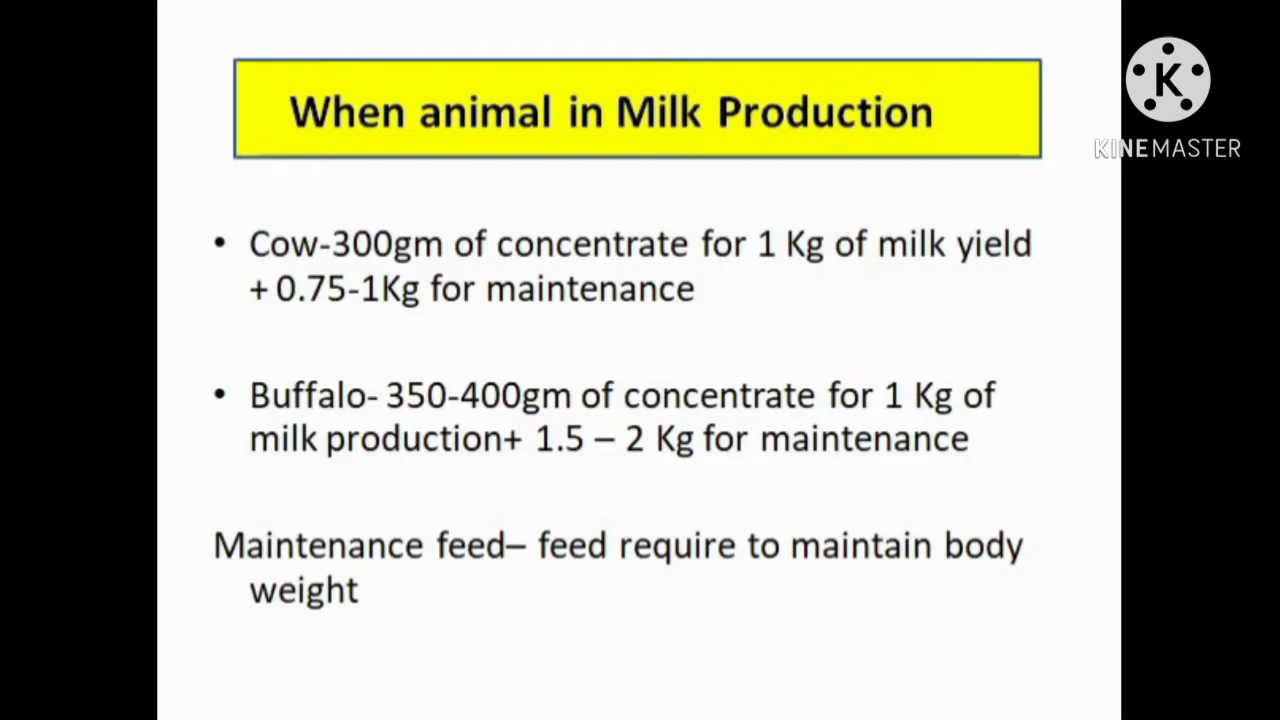 When animal in Milk Production
K
KINEMASTER
• Cow-300gm of concentrate for 1 Kg of milk yield
+ 0.75-1Kg for maintenance
• Buffalo- 350-400gm of concentrate for 1 Kg of
milk production+ 1.5 – 2 Kg for maintenance
Maintenance feed– feed require to maintain body
weight